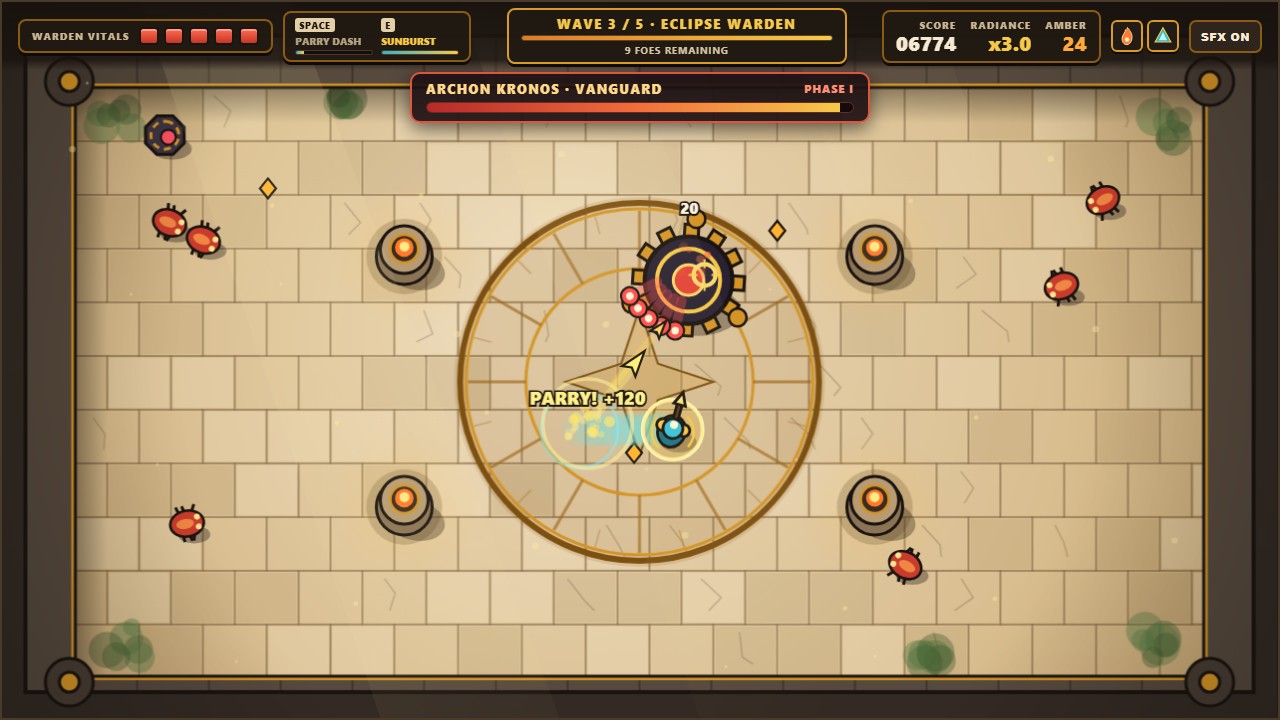 WARDEN VITALS
SPACE
PARRY DASH
E
SUNBURST
WAVE 3 / 5 · ECLIPSE WARDEN
9 FOES REMAINING
SCORE
06774
RADIANCE
x3.0
AMBER
24
SFX ON
ARCHON KRONOS · VANGUARD
PHASE I
20
PARRY! +120